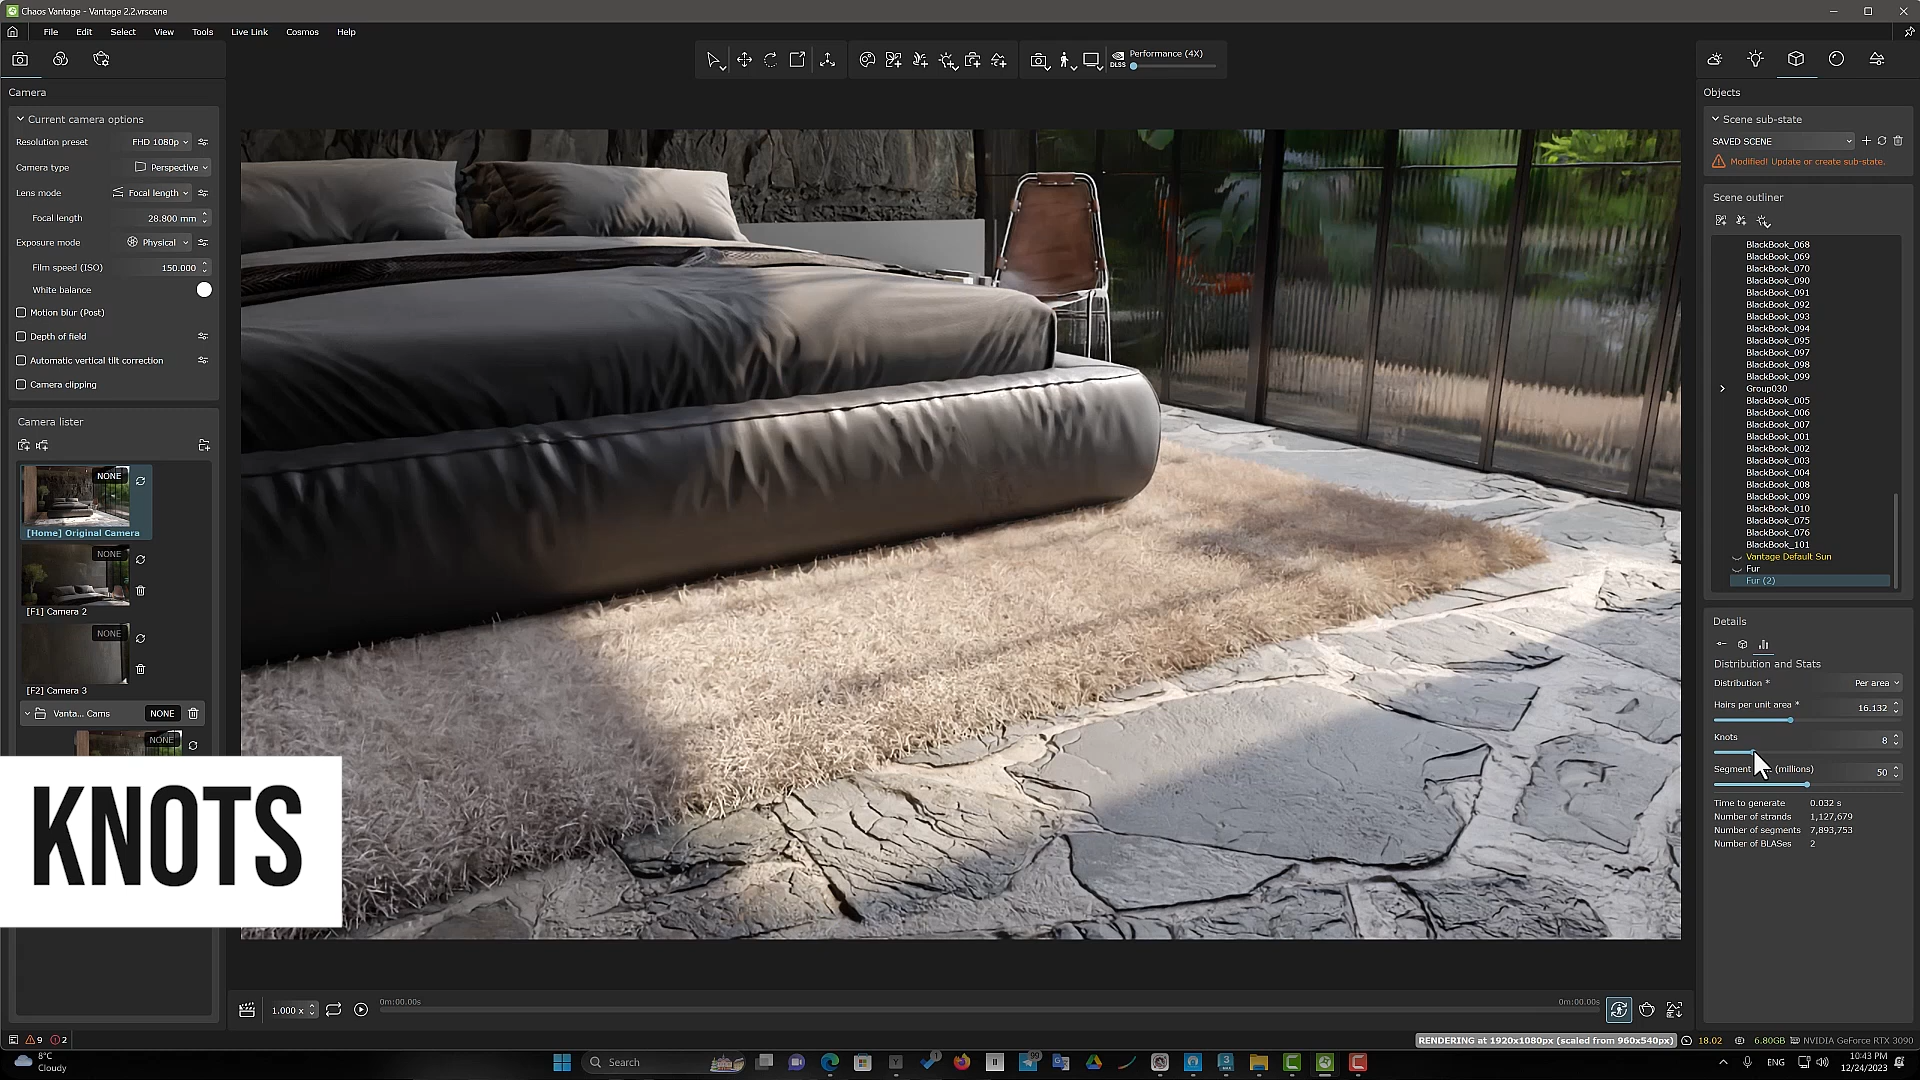 Chaos Vantage - Vantage 2.2.vrscene
File Edit Select View Tools Live Link Cosmos Help
DLSS Performance (4X)
Camera
Current camera options
Resolution preset FHD 1080p
Camera type Perspective
Lens mode Focal length
Focal length 28.800 mm
Exposure mode Physical
Film speed (ISO) 150.000
White balance
Motion blur (Post)
Depth of field
Automatic vertical tilt correction
Camera clipping
Camera lister
NONE
[Home] Original Camera
NONE
[F1] Camera 2
NONE
[F2] Camera 3
Vanta... Cams NONE
NONE
KNOTS
Objects
Scene sub-state
SAVED SCENE
Modified! Update or create sub-state.
Scene outliner
BlackBook_068
BlackBook_069
BlackBook_070
BlackBook_090
BlackBook_091
BlackBook_092
BlackBook_093
BlackBook_094
BlackBook_095
BlackBook_097
BlackBook_098
BlackBook_099
Group030
BlackBook_005
BlackBook_006
BlackBook_007
BlackBook_001
BlackBook_002
BlackBook_003
BlackBook_004
BlackBook_008
BlackBook_009
BlackBook_010
BlackBook_075
BlackBook_076
BlackBook_101
Vantage Default Sun
Fur
Fur (2)
Details
Distribution and Stats
Distribution * Per area
Hairs per unit area * 16.132
Knots 8
Segment (millions) 50
Time to generate 0.032 s
Number of strands 1,127,679
Number of segments 7,893,753
Number of BLASes 2
1.000 x 0m:00.00s 0m:00.00s
9 2
RENDERING at 1920x1080px (scaled from 960x540px) 18.02 6.80GB NVIDIA GeForce RTX 3090
8°C
Cloudy
Search
99
ENG
10:43 PM
12/24/2023